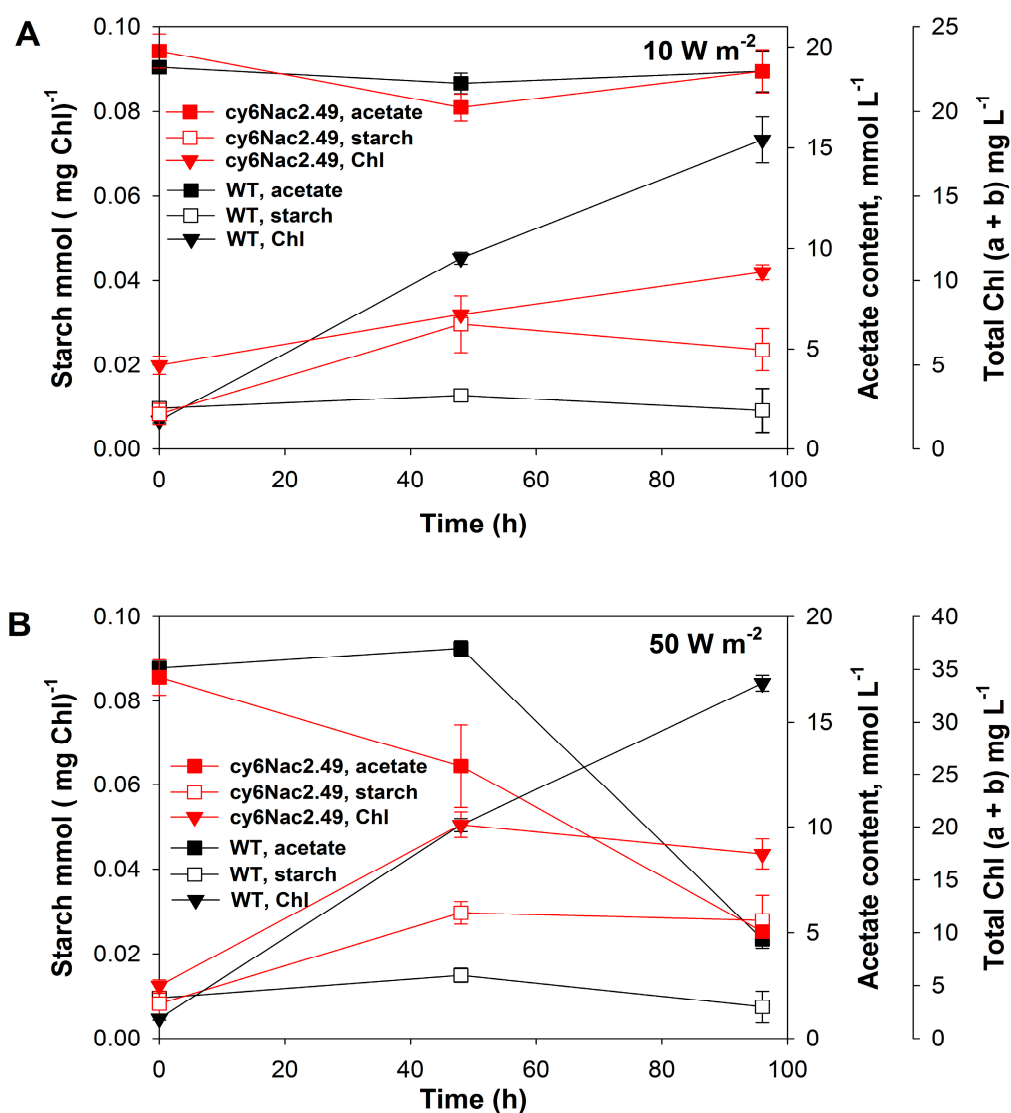 A
10 W m-2
Starch mmol ( mg Chl)-1
0.10
0.08
0.06
0.04
0.02
0.00
cy6Nac2.49, acetate
cy6Nac2.49, starch
cy6Nac2.49, Chl
WT, acetate
WT, starch
WT, Chl
20
15
10
5
0
Acetate content, mmol L-1
25
20
15
10
5
0
Total Chl (a + b) mg L-1
0 20 40 60 80 100
Time (h)
B
50 W m-2
Starch mmol ( mg Chl)-1
0.10
0.08
0.06
0.04
0.02
0.00
cy6Nac2.49, acetate
cy6Nac2.49, starch
cy6Nac2.49, Chl
WT, acetate
WT, starch
WT, Chl
20
15
10
5
0
Acetate content, mmol L-1
40
35
30
25
20
15
10
5
0
Total Chl (a + b) mg L-1
0 20 40 60 80 100
Time (h)